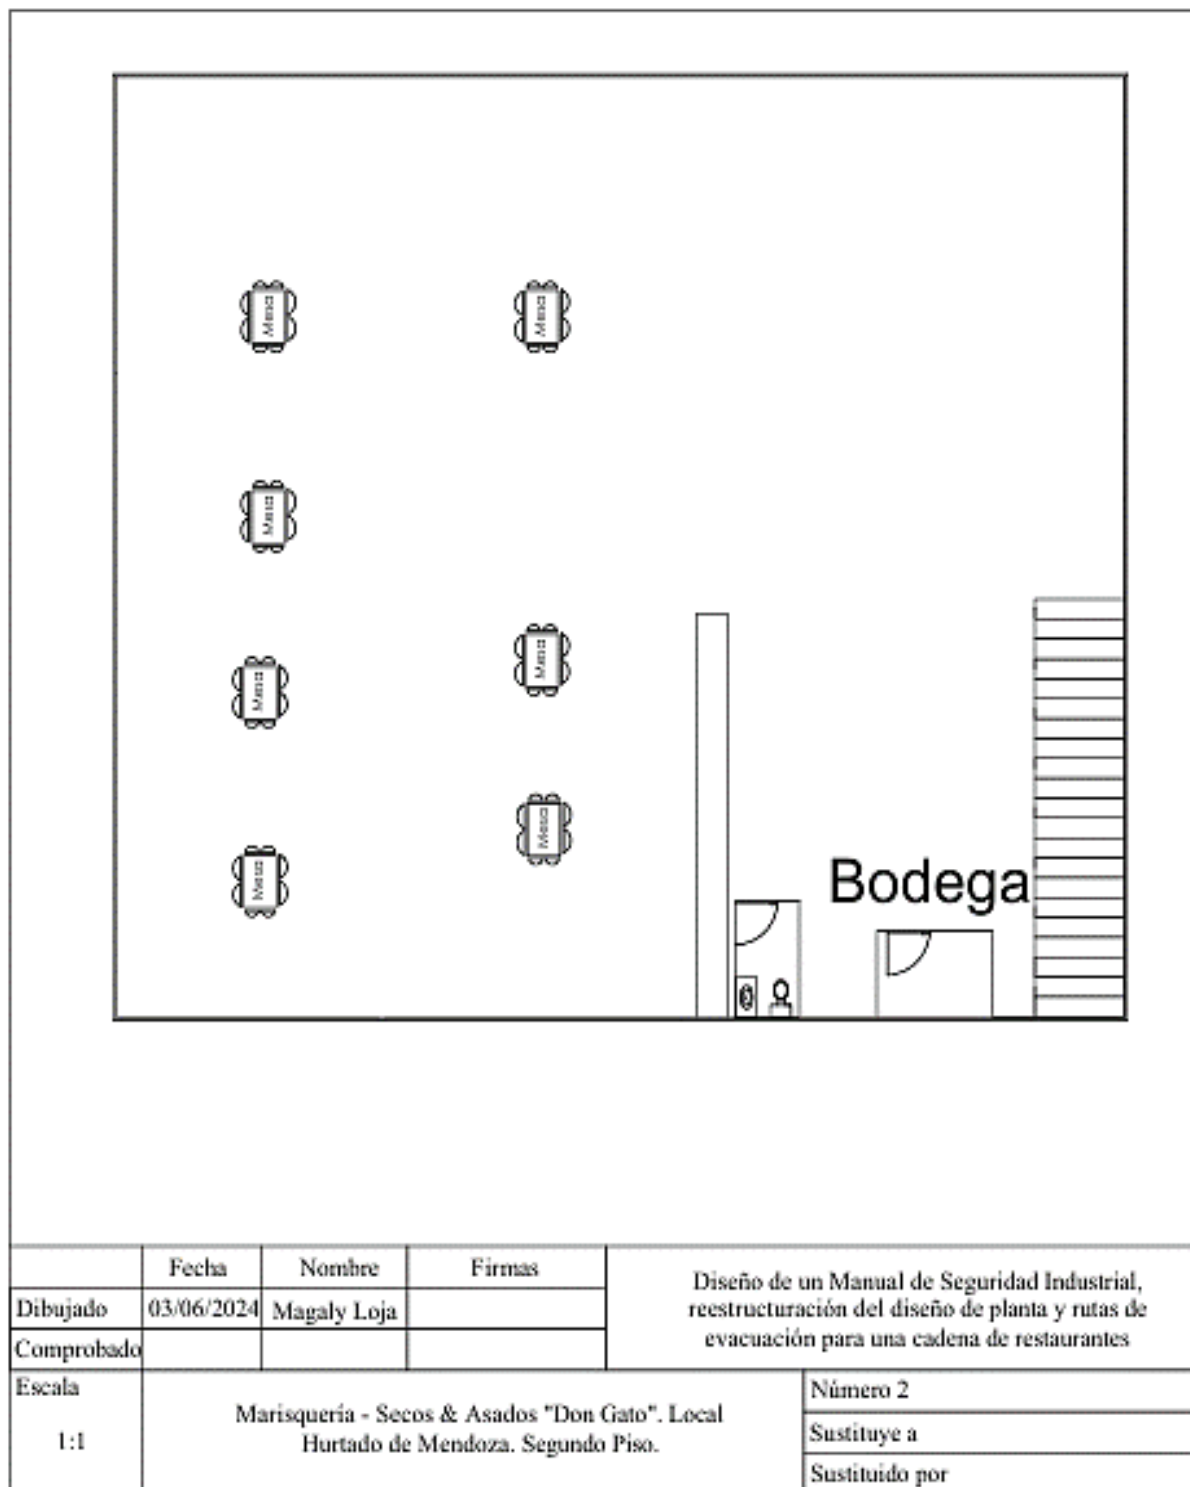 Mesa
Mesa
Mesa
Mesa
Mesa
Mesa
Mesa
Bodega
Fecha Nombre Firmas
Dibujado 03/06/2024 Magaly Loja
Comprobado
Diseño de un Manual de Seguridad Industrial,
reestructuración del diseño de planta y rutas de
evacuación para una cadena de restaurantes
Escala
1:1
Marisquería - Secos & Asados "Don Gato". Local
Hurtado de Mendoza. Segundo Piso.
Número 2
Sustituye a
Sustituido por